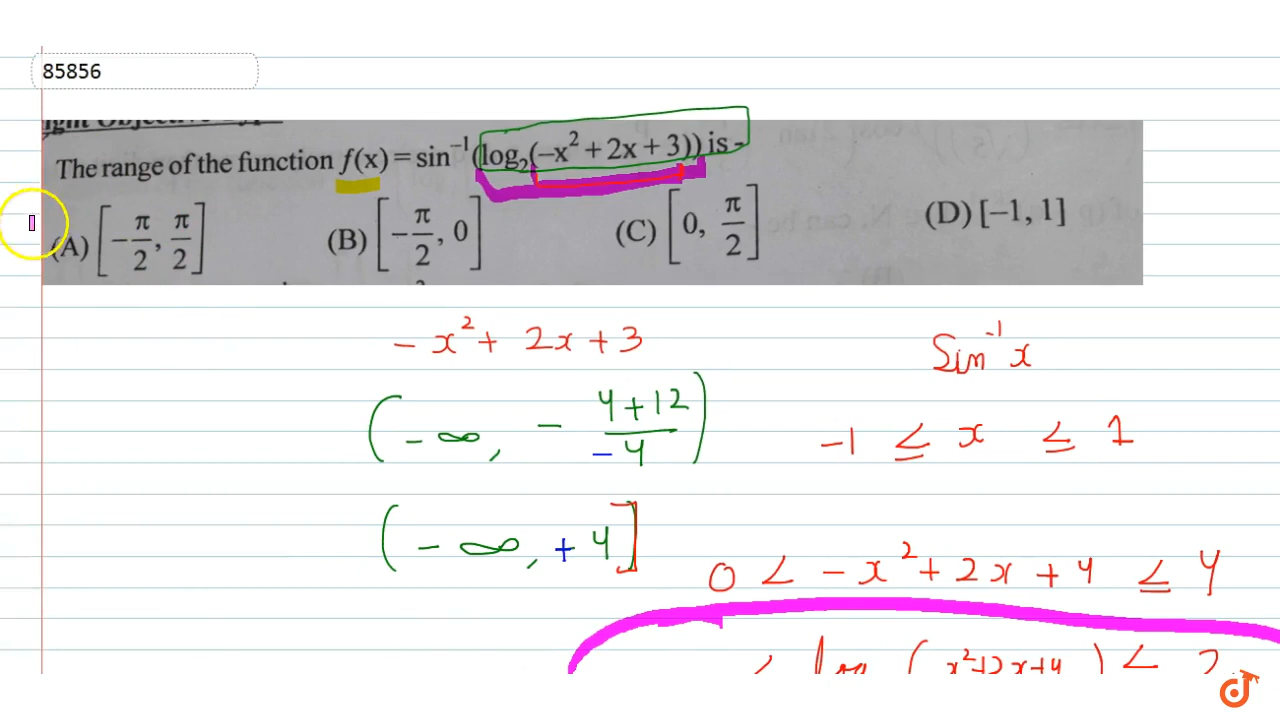 85856
The range of the function f(x) = sin⁻¹(log₂(−x² + 2x + 3)) is -
(A) [−π/2, π/2] (B) [−π/2, 0] (C) [0, π/2] (D) [−1, 1]
− x² + 2x + 3
Sin⁻¹ x
(− ∞, − (4 + 12)/−4)
−1 ≤ x ≤ 1
(− ∞, + 4]
0 < − x² + 2x + 4 ≤ 4